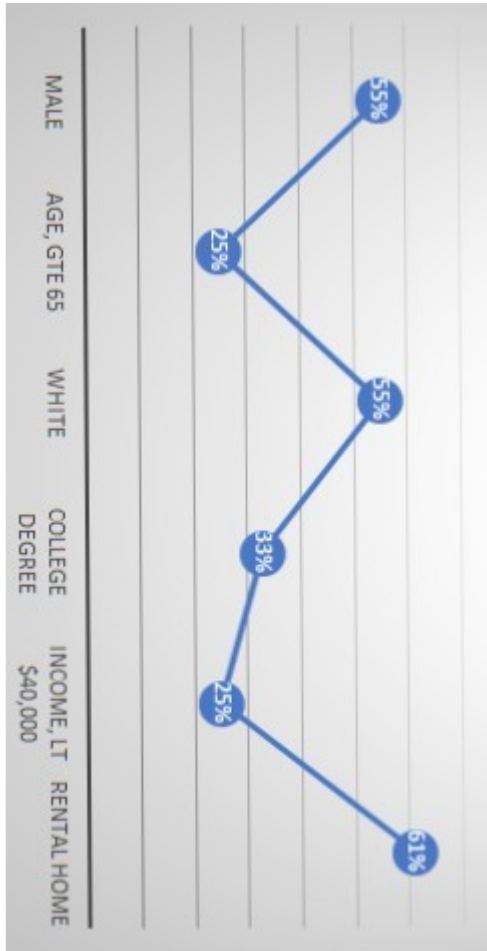 55%
25%
55%
33%
25%
61%
MALE
AGE, GTE 65
WHITE
COLLEGE
DEGREE
INCOME, LT
$40,000
RENTAL HOME